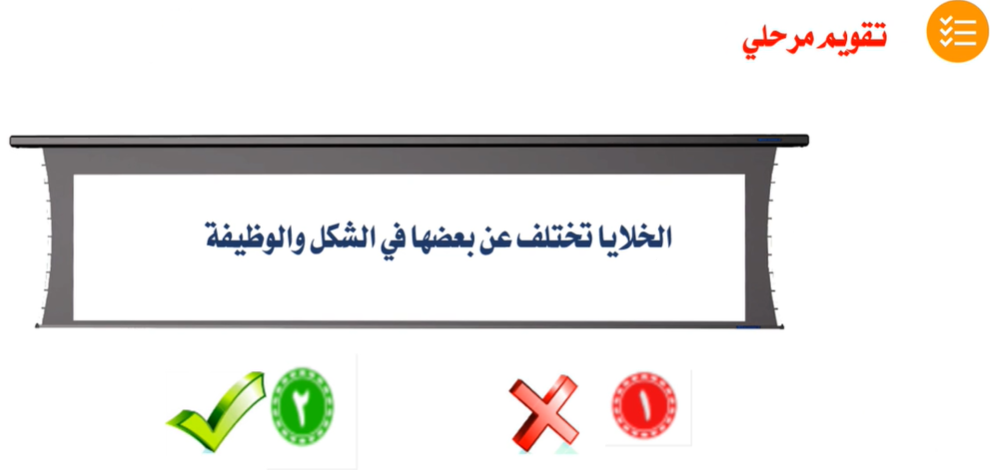 تقويم مرحلي
الخلايا تختلف عن بعضها في الشكل والوظيفة
١
٢